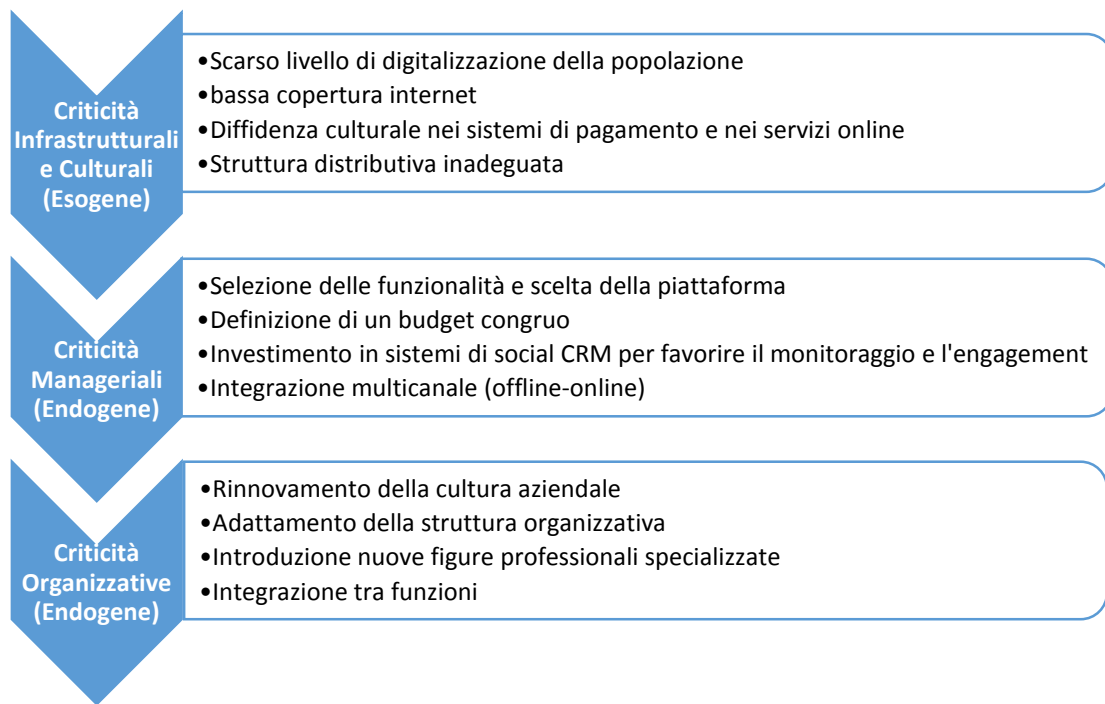 Criticità
Infrastrutturali
e Culturali
(Esogene)
•Scarso livello di digitalizzazione della popolazione
•bassa copertura internet
•Diffidenza culturale nei sistemi di pagamento e nei servizi online
•Struttura distributiva inadeguata
Criticità
Manageriali
(Endogene)
•Selezione delle funzionalità e scelta della piattaforma
•Definizione di un budget congruo
•Investimento in sistemi di social CRM per favorire il monitoraggio e l'engagement
•Integrazione multicanale (offline-online)
Criticità
Organizzative
(Endogene)
•Rinnovamento della cultura aziendale
•Adattamento della struttura organizzativa
•Introduzione nuove figure professionali specializzate
•Integrazione tra funzioni